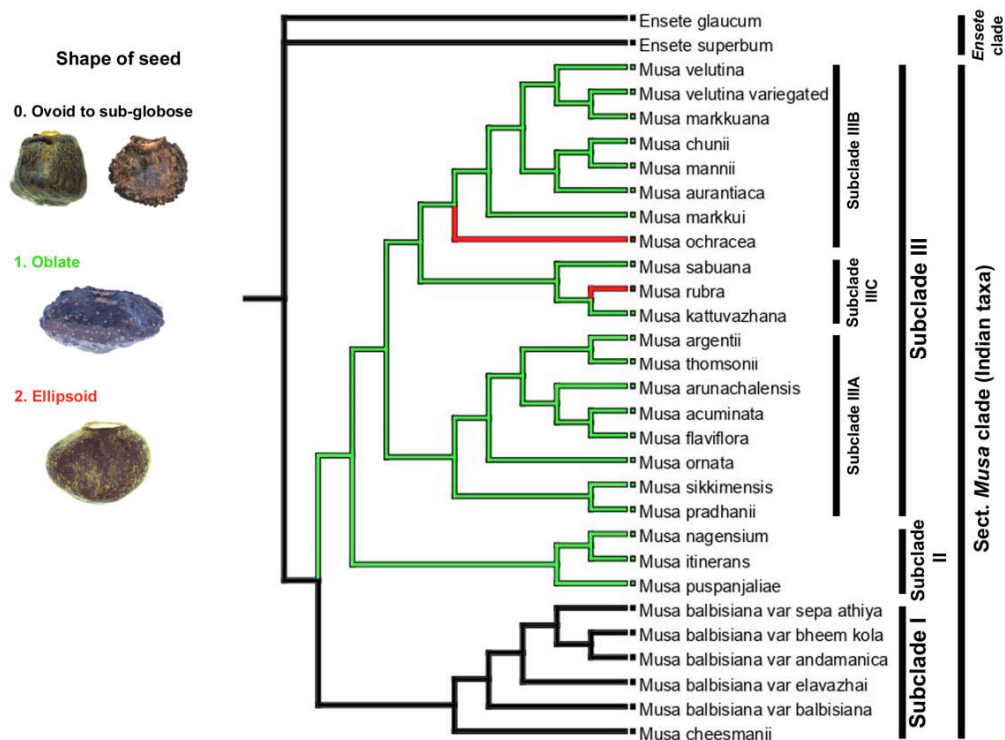 Shape of seed
0. Ovoid to sub-globose
1. Oblate
2. Ellipsoid
Ensete glaucum
Ensete superbum
Musa velutina
Musa velutina variegated
Musa markkuana
Musa chunii
Musa mannii
Musa aurantiaca
Musa markkui
Musa ochracea
Musa sabuana
Musa rubra
Musa kattuvazhana
Musa argentii
Musa thomsonii
Musa arunachalensis
Musa acuminata
Musa flaviflora
Musa ornata
Musa sikkimensis
Musa pradhanii
Musa nagensium
Musa itinerans
Musa puspanjaliae
Musa balbisiana var sepa athiya
Musa balbisiana var bheem kola
Musa balbisiana var andamanica
Musa balbisiana var elavazhai
Musa balbisiana var balbisiana
Musa cheesmanii
Subclade IIIB
Subclade
IIIC
Subclade IIIA
Subclade III
Subclade
II
Subclade I
Ensete
clade
Sect. Musa clade (Indian taxa)